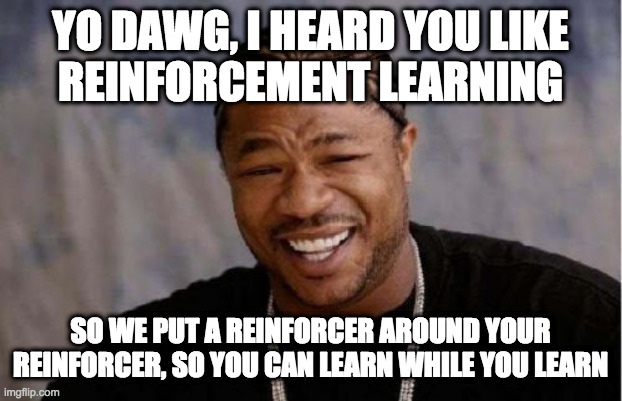 YO DAWG, I HEARD YOU LIKE
REINFORCEMENT LEARNING
SO WE PUT A REINFORCER AROUND YOUR
REINFORCER, SO YOU CAN LEARN WHILE YOU LEARN
imgflip.com